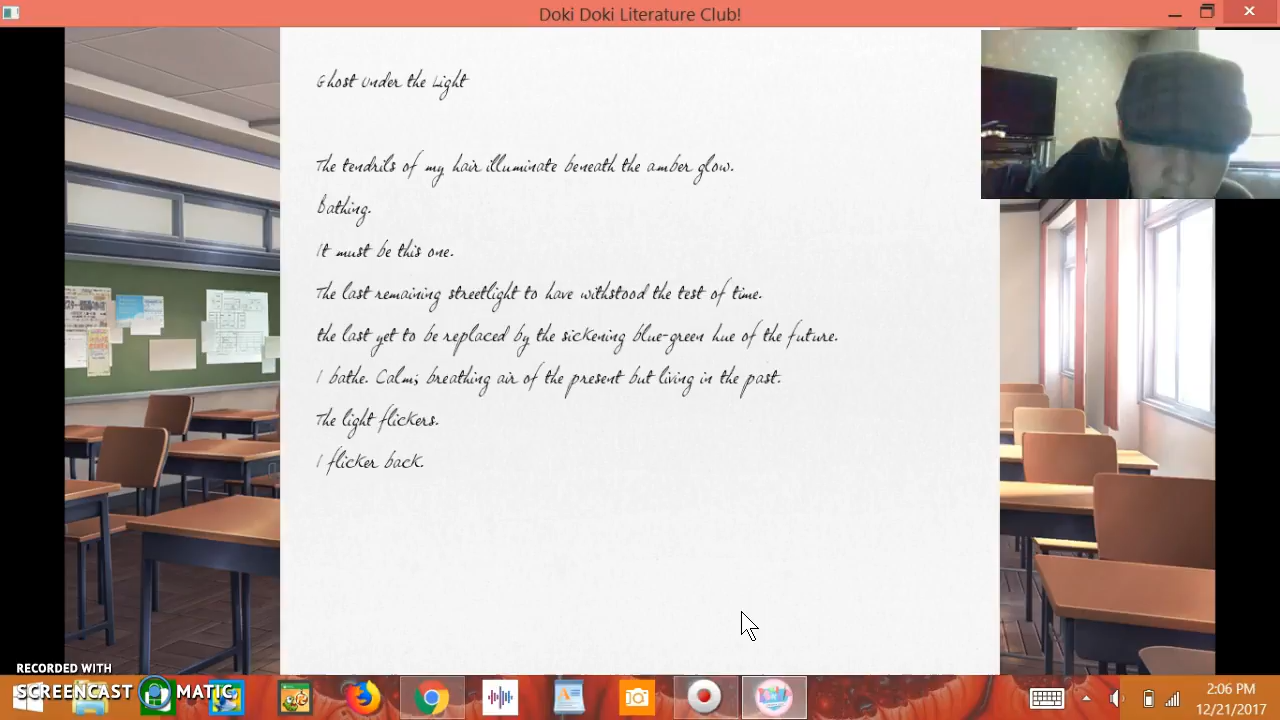 Doki Doki Literature Club!
Ghost Under the Light
The tendrils of my hair illuminate beneath the amber glow.
Bathing.
It must be this one.
The last remaining streetlight to have withstood the test of time.
the last yet to be replaced by the sickening blue-green hue of the future.
I bathe. Calm; breathing air of the present but living in the past.
The light flickers.
I flicker back.
RECORDED WITH
SCREENCAST MATIC
2:06 PM
12/21/2017